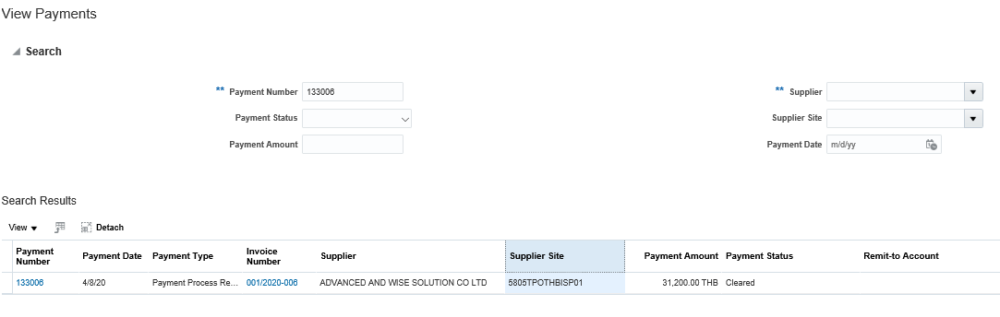 View Payments
Search
** Payment Number 133006 ** Supplier
Payment Status Supplier Site
Payment Amount Payment Date m/d/yy
Search Results
View Detach
Payment Number Payment Date Payment Type Invoice Number Supplier Supplier Site Payment Amount Payment Status Remit-to Account
133006 4/8/20 Payment Process Re... 001/2020-006 ADVANCED AND WISE SOLUTION CO LTD 5805TPOTHBISP01 31,200.00 THB Cleared